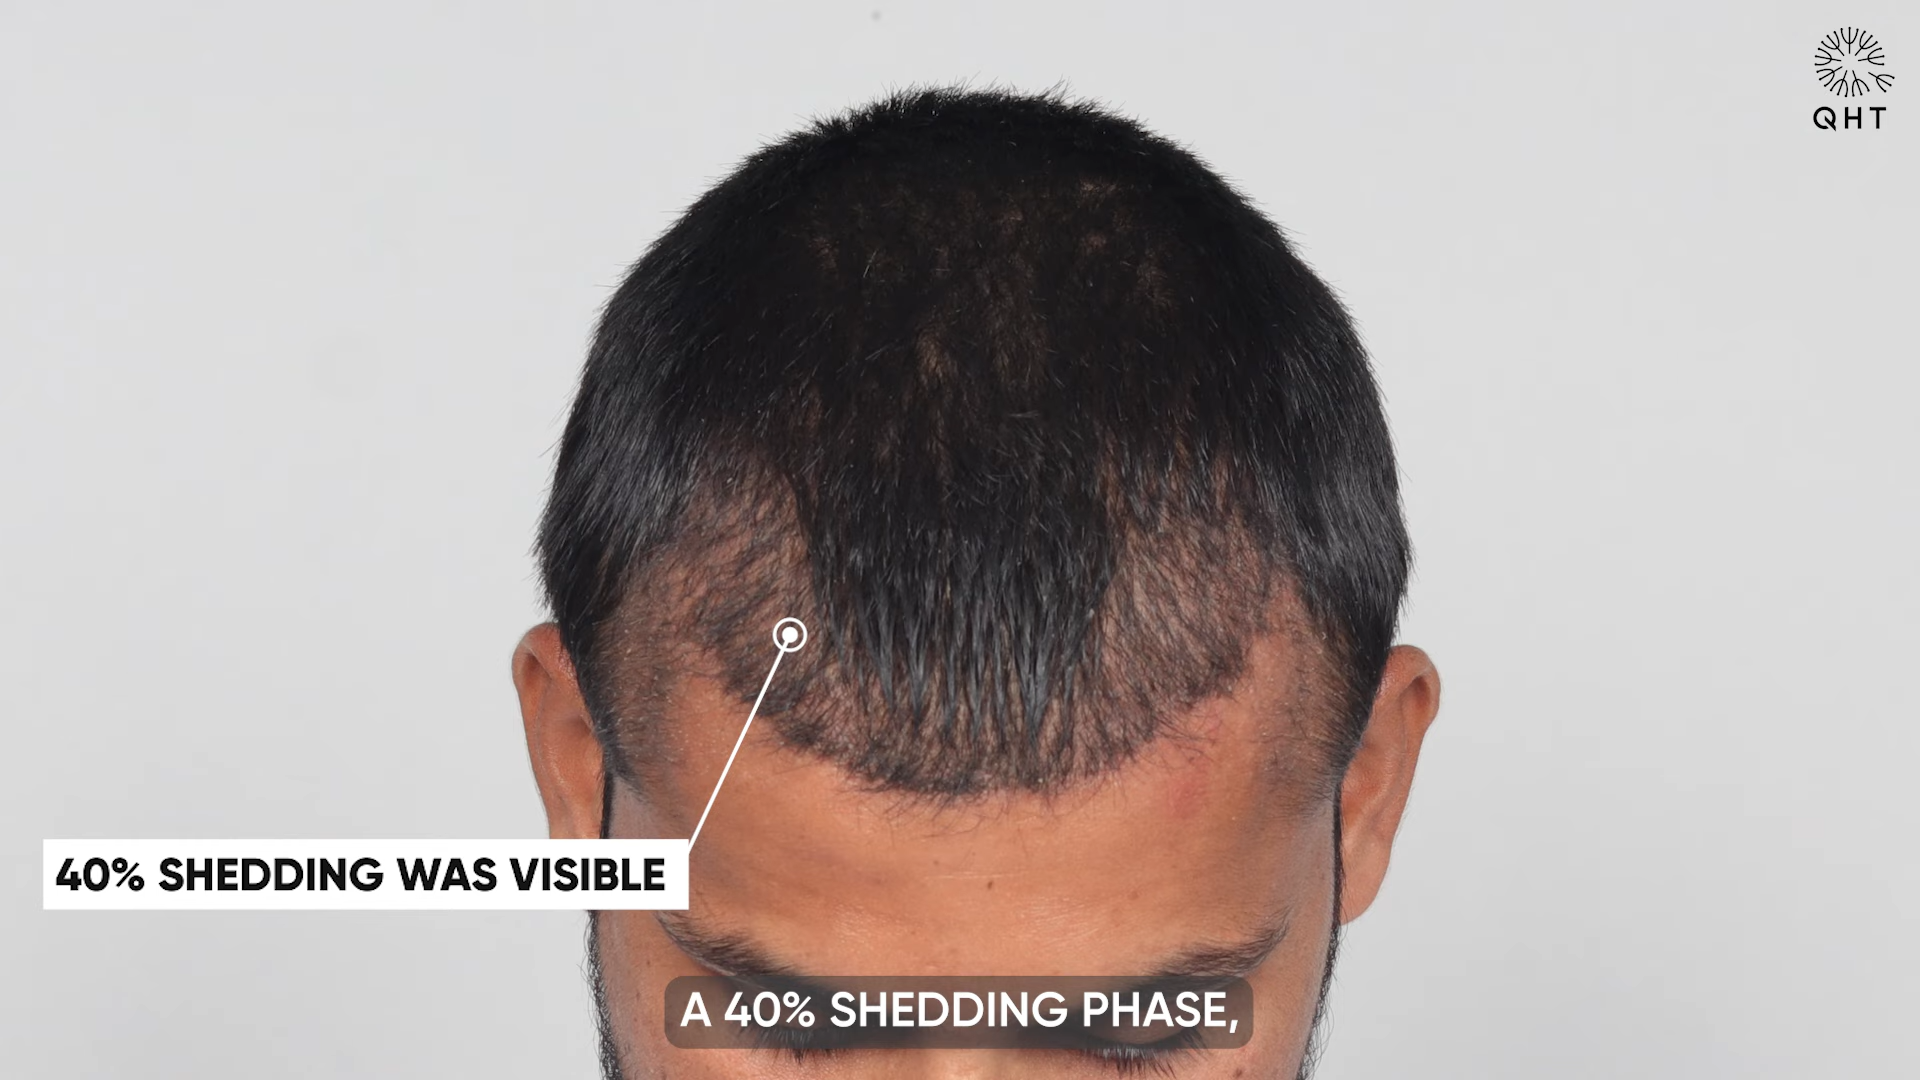 QHT
40% SHEDDING WAS VISIBLE
A 40% SHEDDING PHASE,